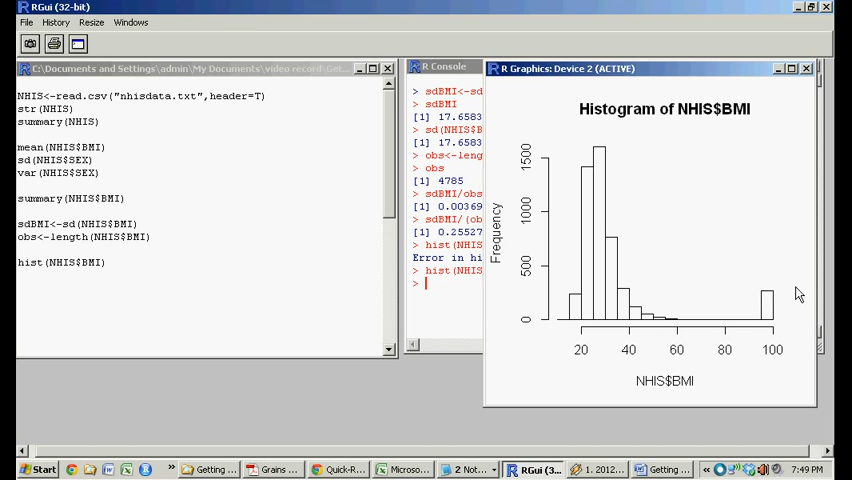 RGui (32-bit)
File History Resize Windows
C:\Documents and Settings\admin\My Documents\video record\Get...
NHIS<-read.csv("nhisdata.txt",header=T)
str(NHIS)
summary(NHIS)
mean(NHIS$BMI)
sd(NHIS$SEX)
var(NHIS$SEX)
summary(NHIS$BMI)
sdBMI<-sd(NHIS$BMI)
obs<-length(NHIS$BMI)
hist(NHIS$BMI)
R Console
> sdBMI<-sd
> sdBMI
[1] 17.6583
> sd(NHIS$B
[1] 17.6583
> obs<-leng
> obs
[1] 4785
> sdBMI/obs
[1] 0.00369
> sdBMI/(ob
[1] 0.25527
> hist(NHIS
Error in hi
> hist(NHIS
>
R Graphics: Device 2 (ACTIVE)
Histogram of NHIS$BMI
Frequency
1500
1000
500
0
20 40 60 80 100
NHIS$BMI
Start
Getting ...
Grains ...
Quick-R...
Microso...
2 Not...
RGui (3...
1. 2012...
Getting ...
7:49 PM